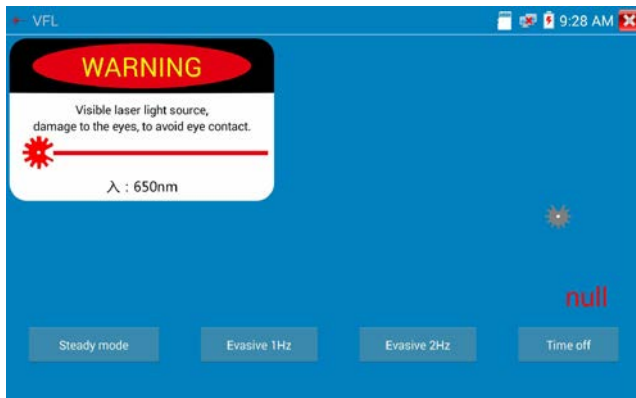 VFL
9:28 AM
WARNING
Visible laser light source,
damage to the eyes, to avoid eye contact.
入 : 650nm
null
Steady mode
Evasive 1Hz
Evasive 2Hz
Time off